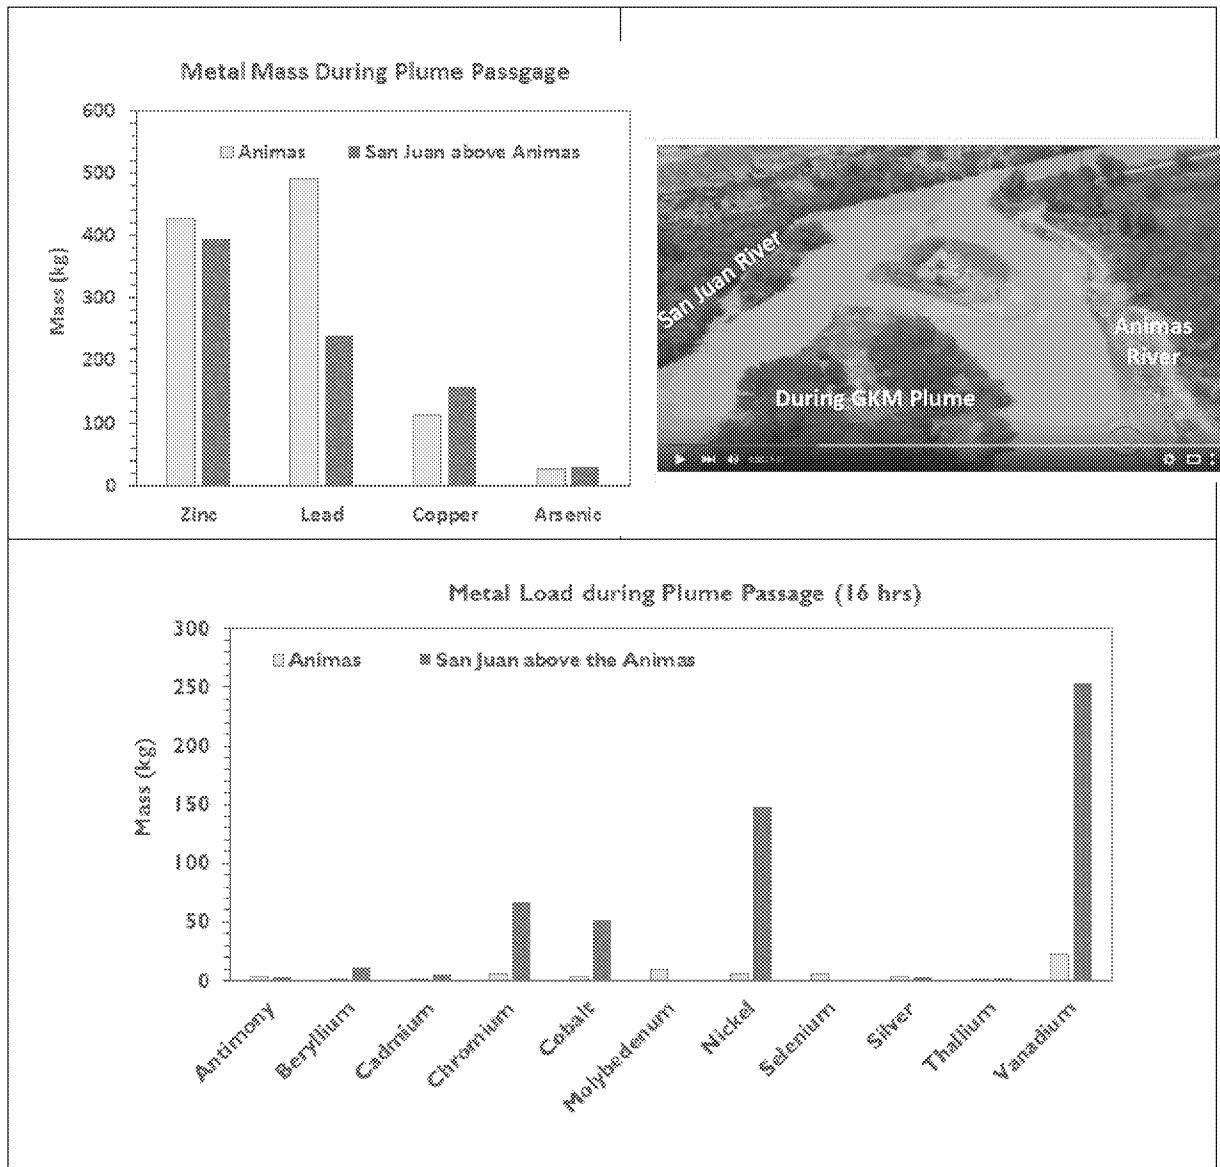 Metal Mass During Plume Passgage
600
500
400
300
200
100
0
Mass (kg)
Animas
San Juan above Animas
Zinc
Lead
Copper
Arsenic
San Juan River
Animas
River
During GKM Plume
Metal Load during Plume Passage (16 hrs)
300
250
200
150
100
50
0
Mass (kg)
Animas
San Juan above the Animas
Antimony
Beryllium
Cadmium
Chromium
Cobalt
Molybedenum
Nickel
Selenium
Silver
Thallium
Vanadium